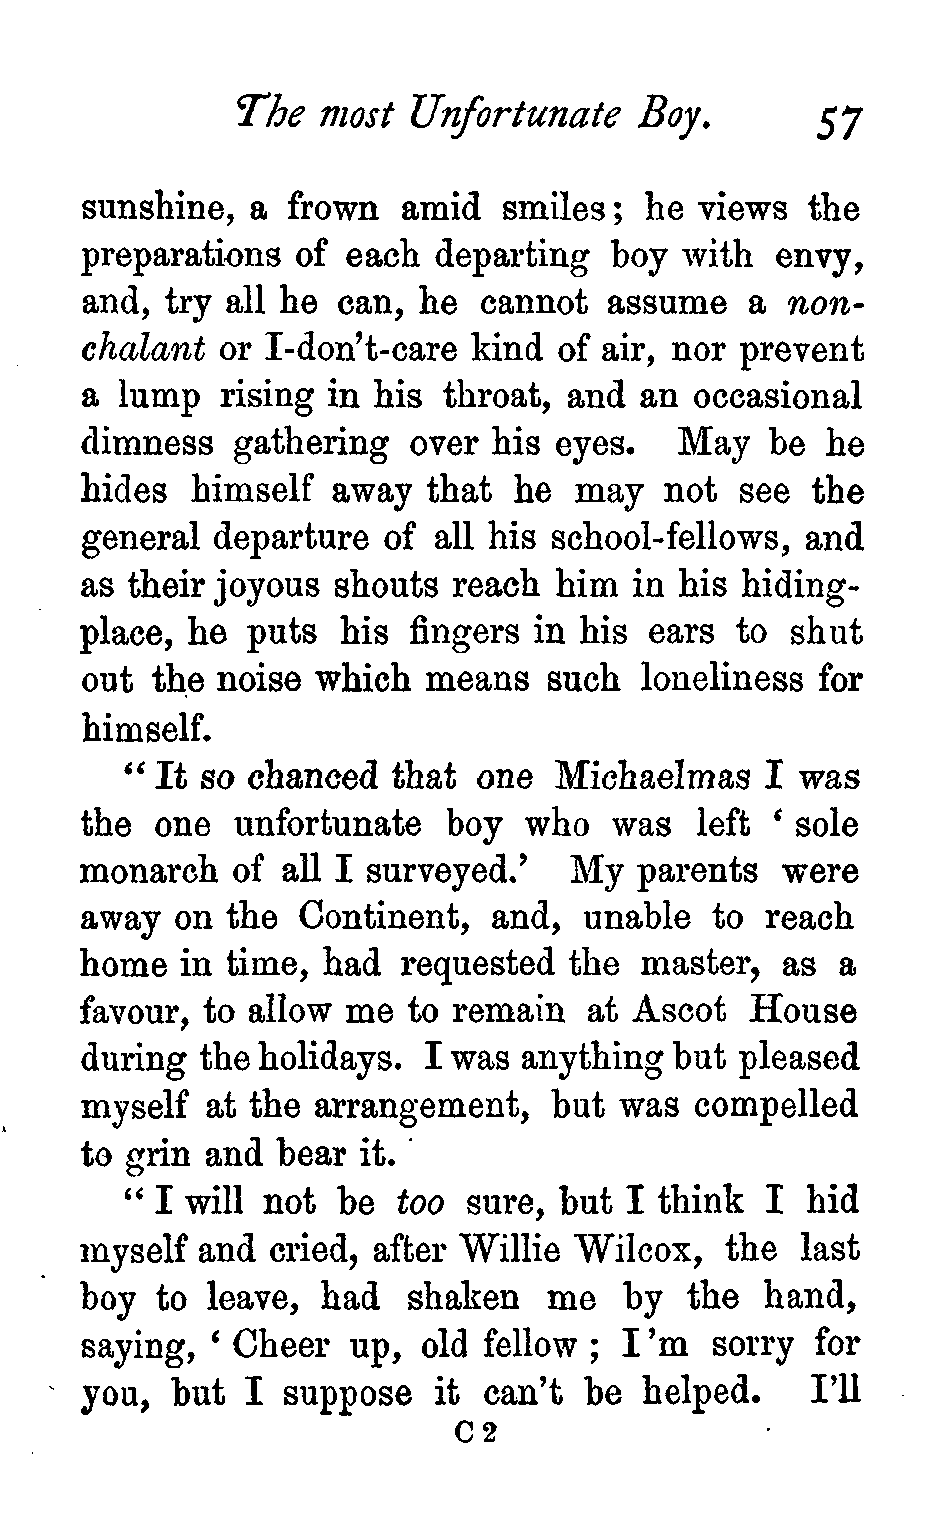 The most Unfortunate Boy. 57
sunshine, a frown amid smiles; he views the
preparations of each departing boy with envy,
and, try all he can, he cannot assume a non-
chalant or I-don't-care kind of air, nor prevent
a lump rising in his throat, and an occasional
dimness gathering over his eyes. May be he
hides himself away that he may not see the
general departure of all his school-fellows, and
as their joyous shouts reach him in his hiding-
place, he puts his fingers in his ears to shut
out the noise which means such loneliness for
himself.
"It so chanced that one Michaelmas I was
the one unfortunate boy who was left 'sole
monarch of all I surveyed.' My parents were
away on the Continent, and, unable to reach
home in time, had requested the master, as a
favour, to allow me to remain at Ascot House
during the holidays. I was anything but pleased
myself at the arrangement, but was compelled
to grin and bear it.
"I will not be too sure, but I think I hid
myself and cried, after Willie Wilcox, the last
boy to leave, had shaken me by the hand,
saying, 'Cheer up, old fellow; I'm sorry for
you, but I suppose it can't be helped. I'll
C 2